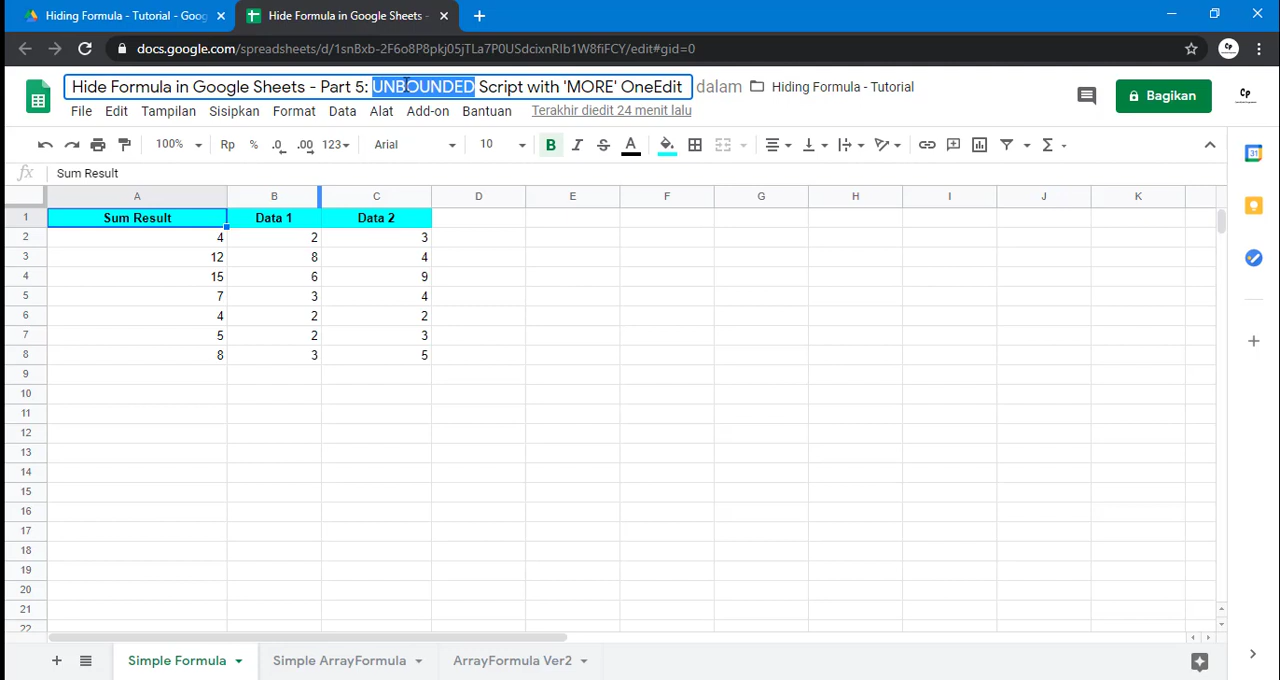 Hiding Formula - Tutorial - Goog
Hide Formula in Google Sheets -
docs.google.com/spreadsheets/d/1snBxb-2F6o8P8pkj05jTLa7P0USdcixnRIb1W8fiFCY/edit#gid=0
Hide Formula in Google Sheets - Part 5: UNBOUNDED Script with 'MORE' OneEdit dalam Hiding Formula - Tutorial
Bagikan
Cp
File Edit Tampilan Sisipkan Format Data Alat Add-on Bantuan Terakhir diedit 24 menit lalu
100% Rp % .0 .00 123 Arial 10 B I S A Σ
fx Sum Result
A B C D E F G H I J K
1 Sum Result Data 1 Data 2
2 4 2 3
3 12 8 4
4 15 6 9
5 7 3 4
6 4 2 2
7 5 2 3
8 8 3 5
9
10
11
12
13
14
15
16
17
18
19
20
21
22
Simple Formula Simple ArrayFormula ArrayFormula Ver2
31